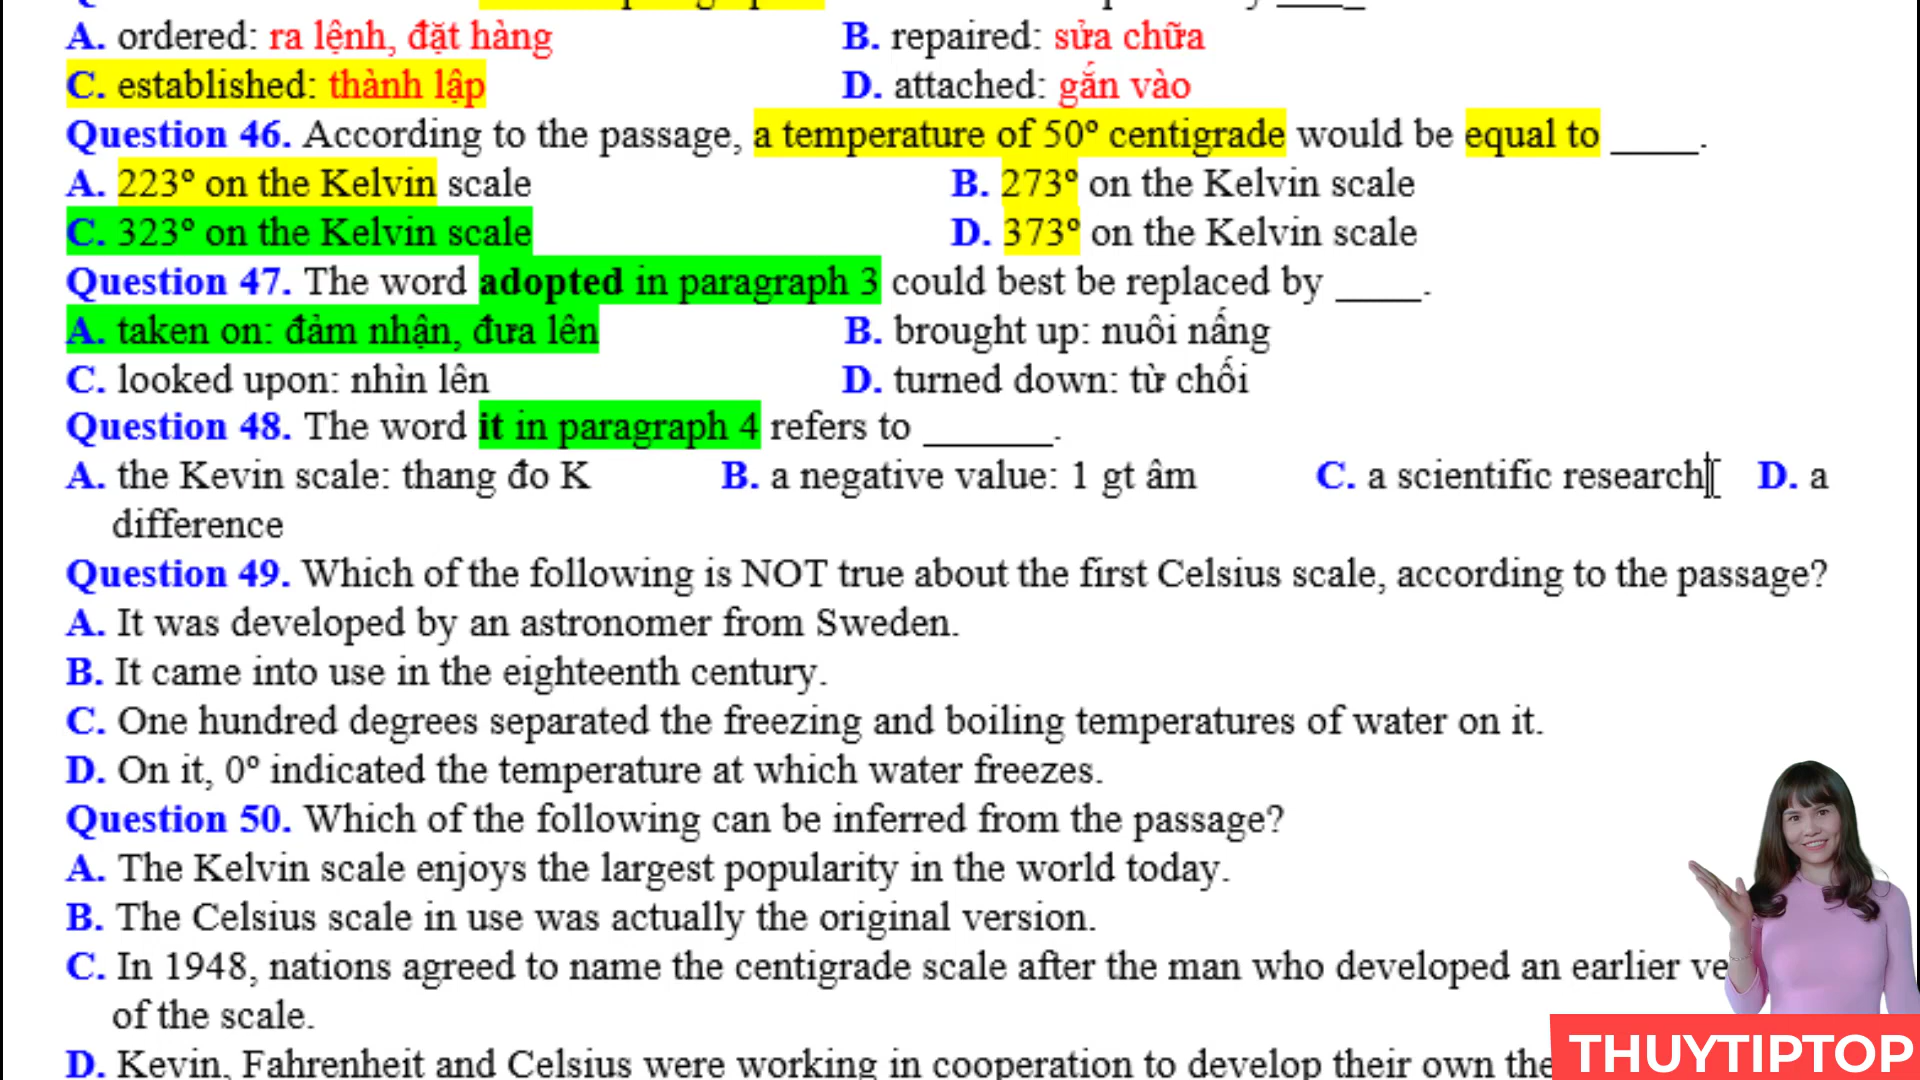 A. ordered: ra lệnh, đặt hàng B. repaired: sửa chữa
C. established: thành lập D. attached: gắn vào
Question 46. According to the passage, a temperature of 50º centigrade would be equal to ____.
A. 223º on the Kelvin scale B. 273º on the Kelvin scale
C. 323º on the Kelvin scale D. 373º on the Kelvin scale
Question 47. The word adopted in paragraph 3 could best be replaced by ____.
A. taken on: đảm nhận, đưa lên B. brought up: nuôi nấng
C. looked upon: nhìn lên D. turned down: từ chối
Question 48. The word it in paragraph 4 refers to ______.
A. the Kevin scale: thang đo K B. a negative value: 1 gt âm C. a scientific research D. a
difference
Question 49. Which of the following is NOT true about the first Celsius scale, according to the passage?
A. It was developed by an astronomer from Sweden.
B. It came into use in the eighteenth century.
C. One hundred degrees separated the freezing and boiling temperatures of water on it.
D. On it, 0º indicated the temperature at which water freezes.
Question 50. Which of the following can be inferred from the passage?
A. The Kelvin scale enjoys the largest popularity in the world today.
B. The Celsius scale in use was actually the original version.
C. In 1948, nations agreed to name the centigrade scale after the man who developed an earlier ve
of the scale.
D. Kevin, Fahrenheit and Celsius were working in cooperation to develop their own the
THUYTIPTOP